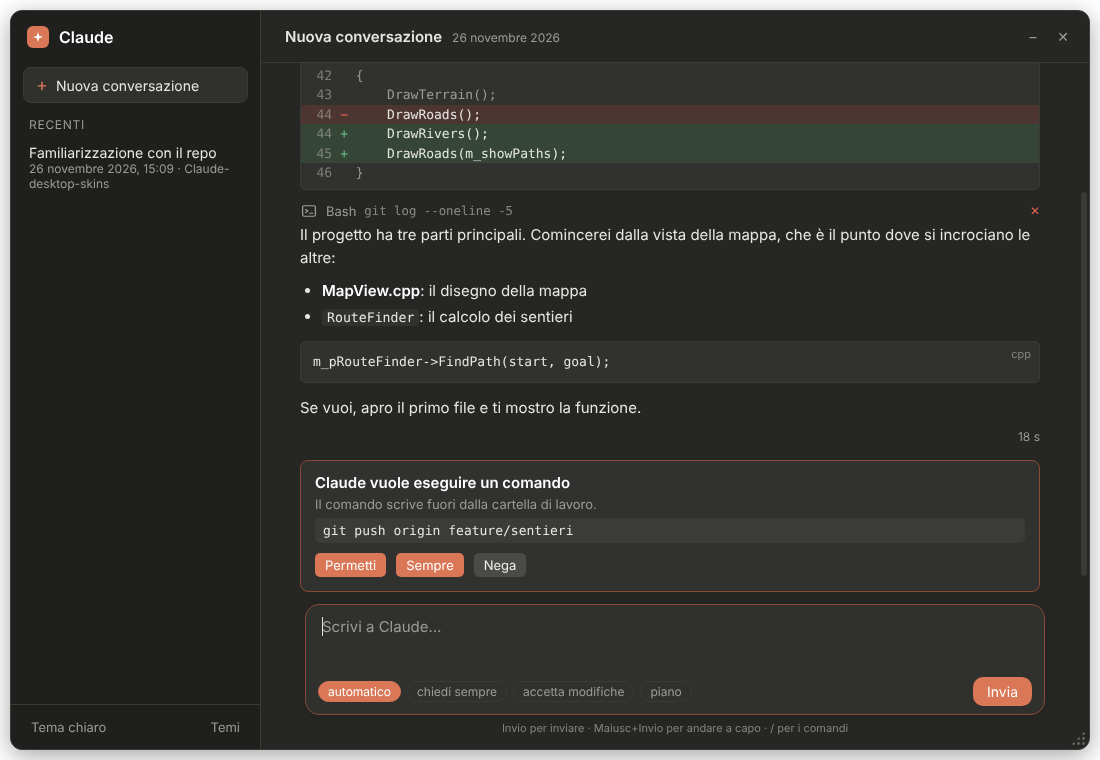 Claude
+ Nuova conversazione
RECENTI
Familiarizzazione con il repo
26 novembre 2026, 15:09 · Claude-
desktop-skins
Tema chiaro
Temi
Nuova conversazione 26 novembre 2026
42 {
43 DrawTerrain();
44 − DrawRoads();
44 + DrawRivers();
45 + DrawRoads(m_showPaths);
46 }
Bash git log --oneline -5
Il progetto ha tre parti principali. Comincerei dalla vista della mappa, che è il punto dove si incrociano le
altre:
• MapView.cpp: il disegno della mappa
• RouteFinder: il calcolo dei sentieri
cpp
m_pRouteFinder->FindPath(start, goal);
Se vuoi, apro il primo file e ti mostro la funzione.
18 s
Claude vuole eseguire un comando
Il comando scrive fuori dalla cartella di lavoro.
git push origin feature/sentieri
Permetti Sempre Nega
Scrivi a Claude…
automatico chiedi sempre accetta modifiche piano Invia
Invio per inviare · Maiusc+Invio per andare a capo · / per i comandi